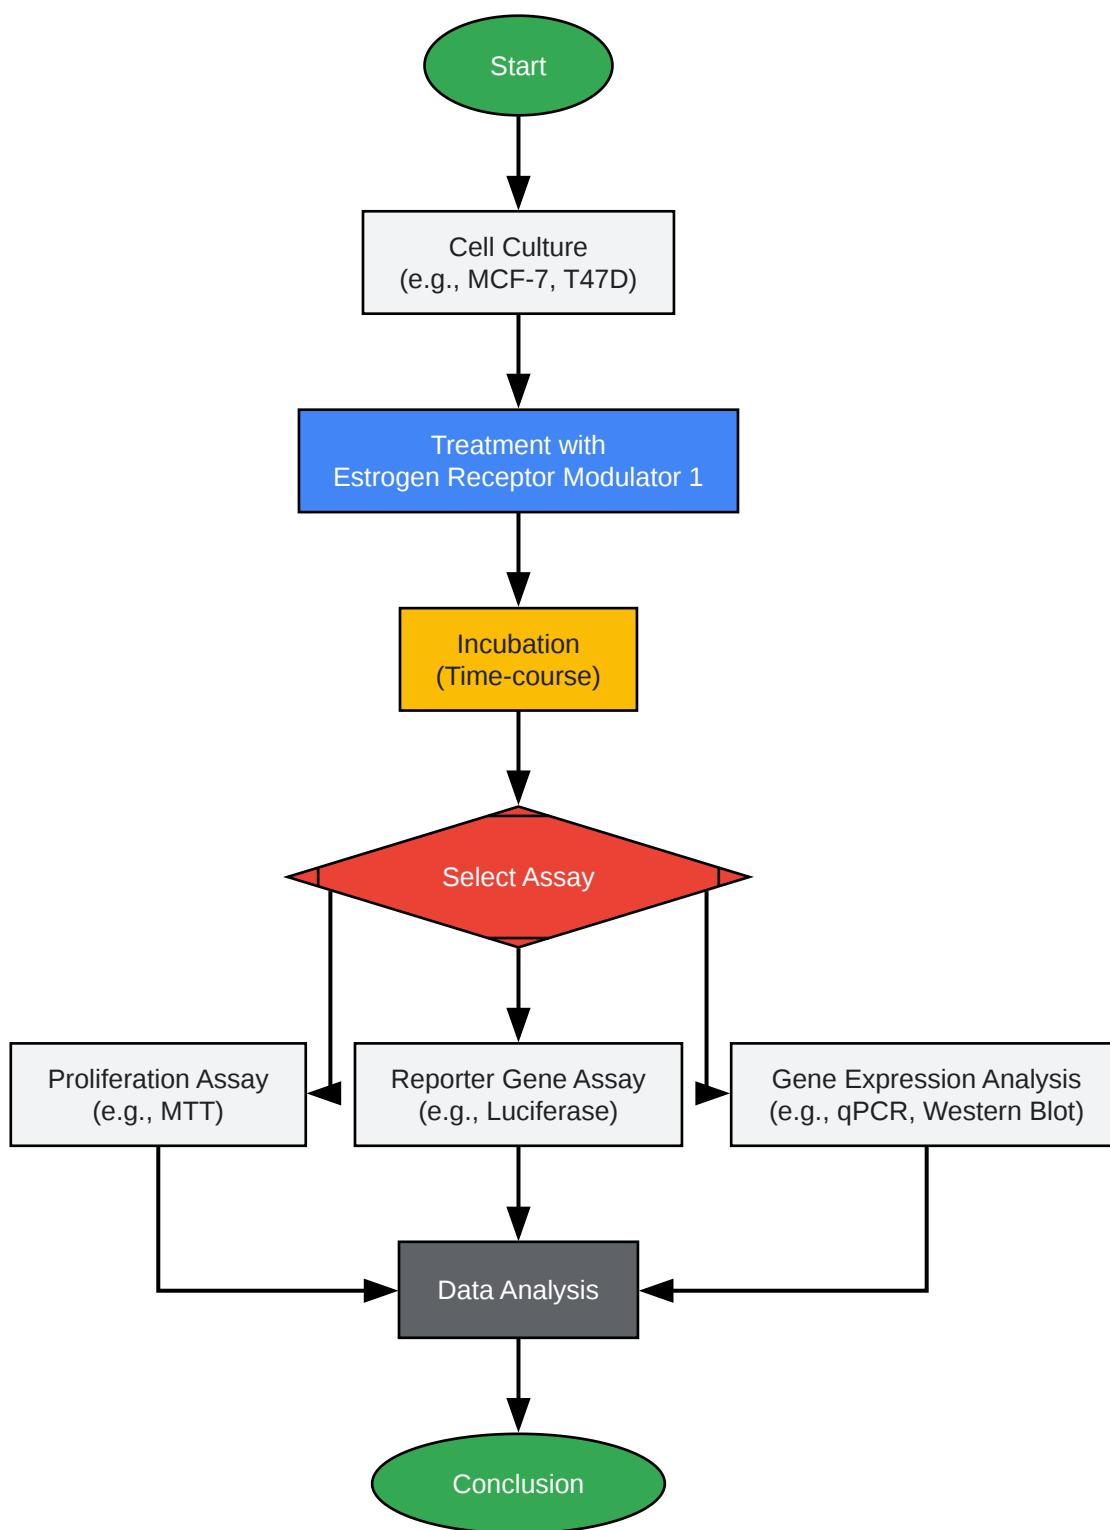 Start
Cell Culture
(e.g., MCF-7, T47D)
Treatment with
Estrogen Receptor Modulator 1
Incubation
(Time-course)
Select Assay
Proliferation Assay
(e.g., MTT)
Reporter Gene Assay
(e.g., Luciferase)
Gene Expression Analysis
(e.g., qPCR, Western Blot)
Data Analysis
Conclusion